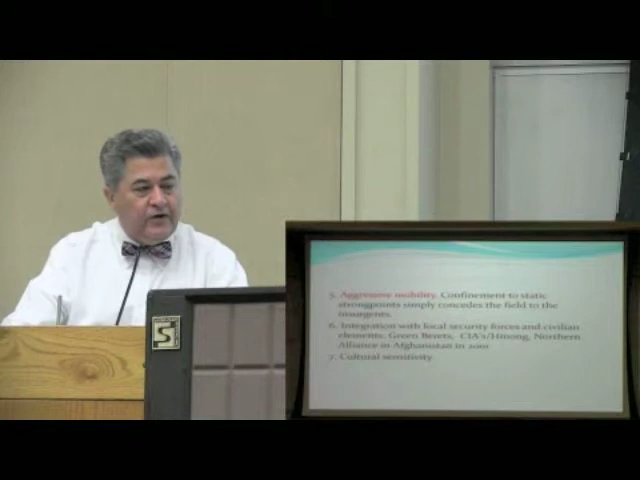 5. Aggressive mobility. Confinement to static
strongpoints simply concedes the field to the
insurgents.
6. Integration with local security forces and civilian
elements: Green Berets, CIA's/Hmong, Northern
Alliance in Afghanistan in 2001
7. Cultural sensitivity.
S